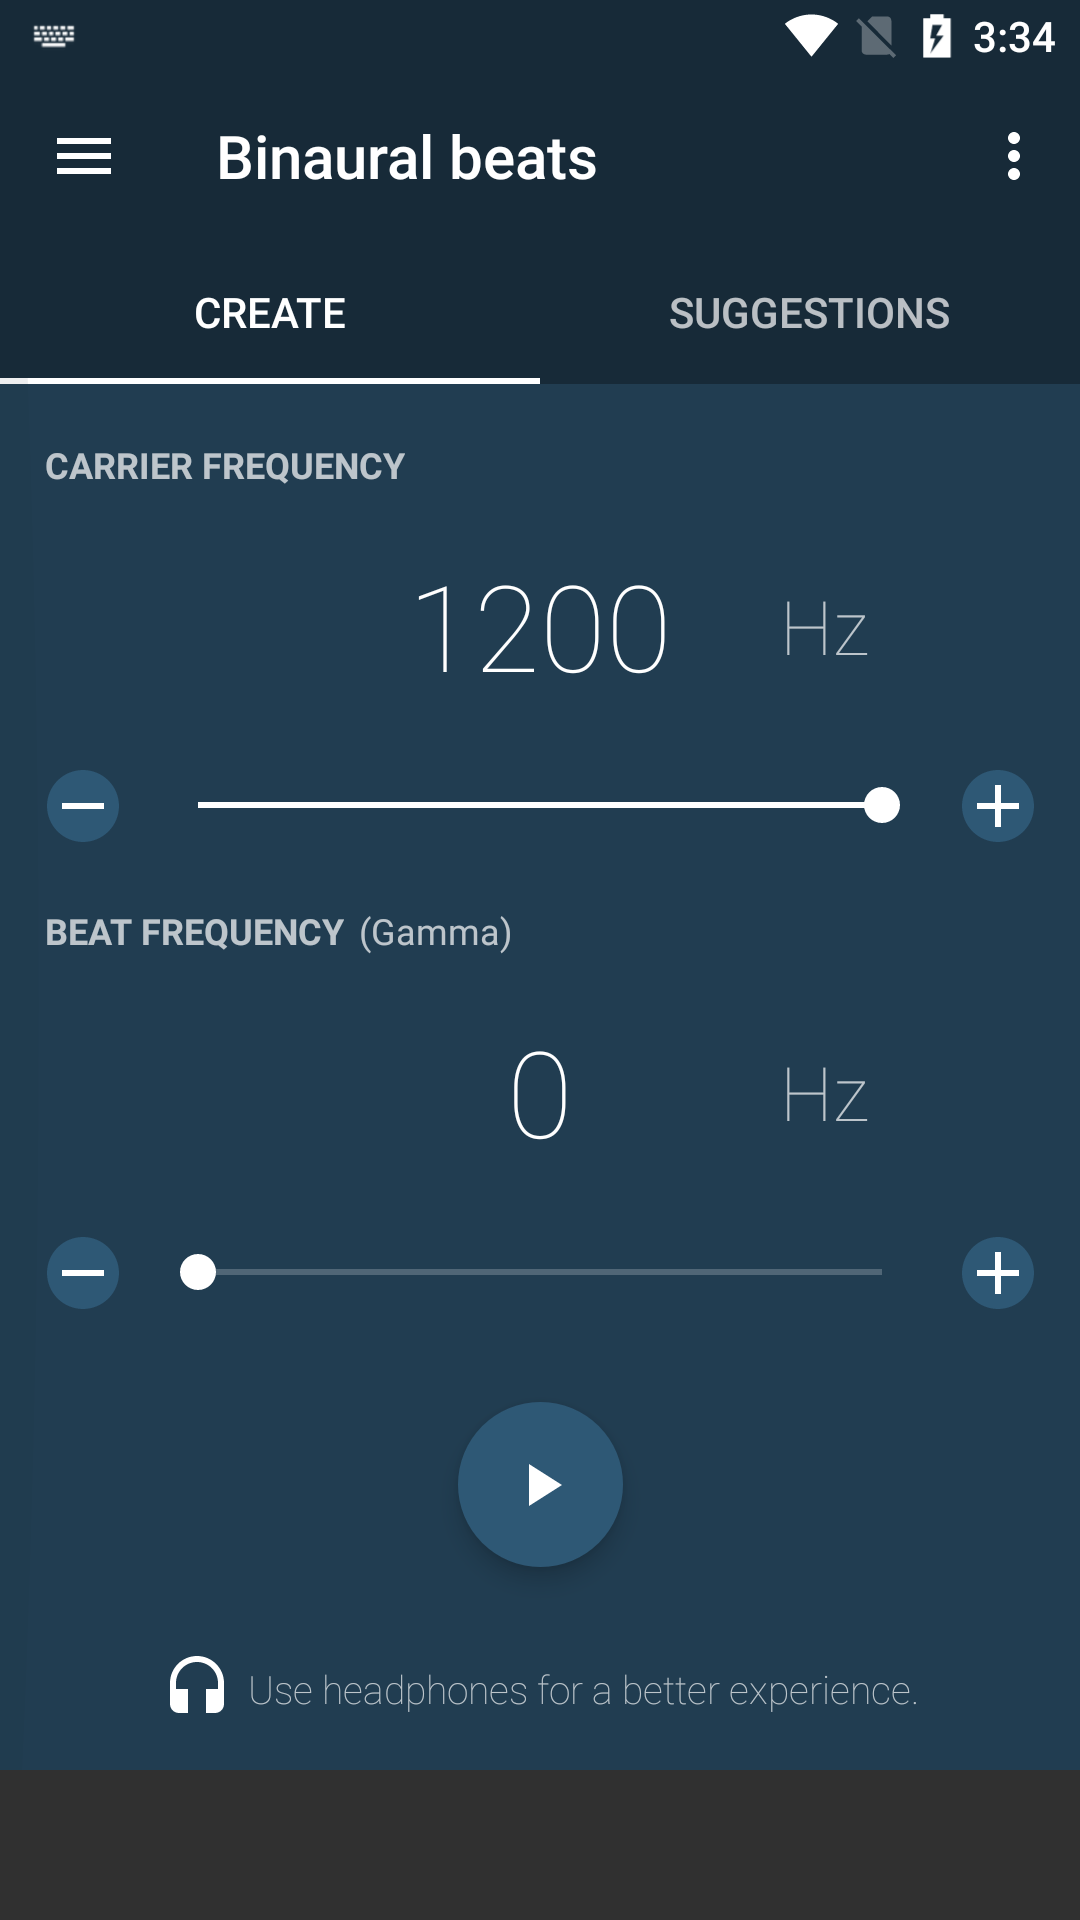 3:34
Binaural beats
CREATE
SUGGESTIONS
CARRIER FREQUENCY
1200 Hz
BEAT FREQUENCY (Gamma)
0 Hz
Use headphones for a better experience.